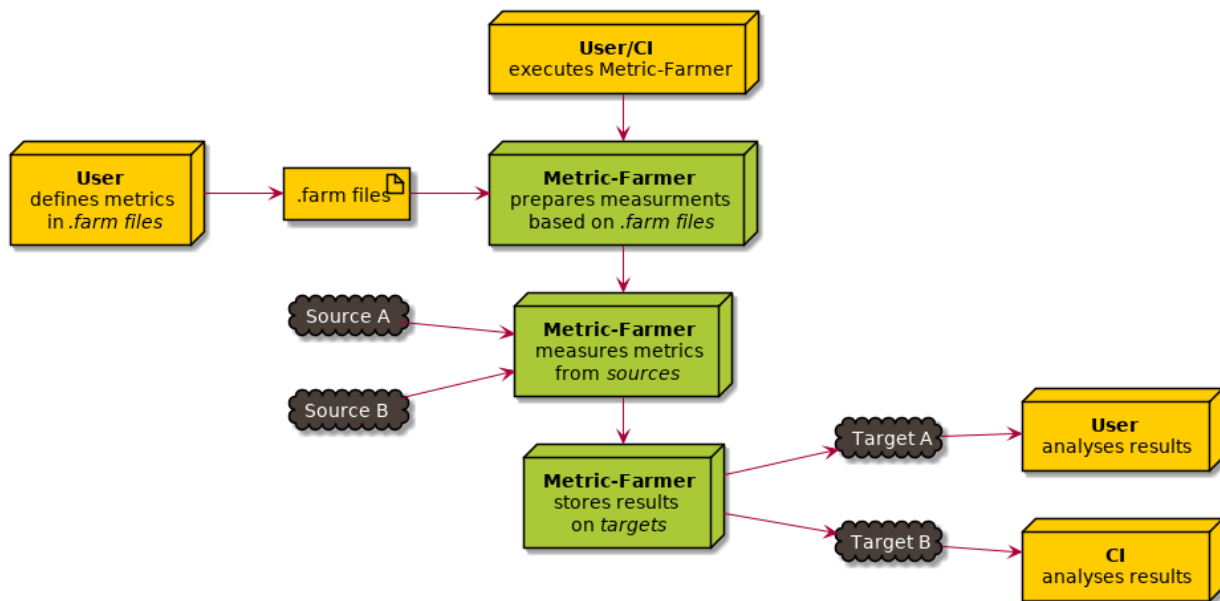 User/CI
executes Metric-Farmer
User
defines metrics
in .farm files
.farm files
Metric-Farmer
prepares measurments
based on .farm files
Source A
Source B
Metric-Farmer
measures metrics
from sources
Metric-Farmer
stores results
on targets
Target A
Target B
User
analyses results
CI
analyses results